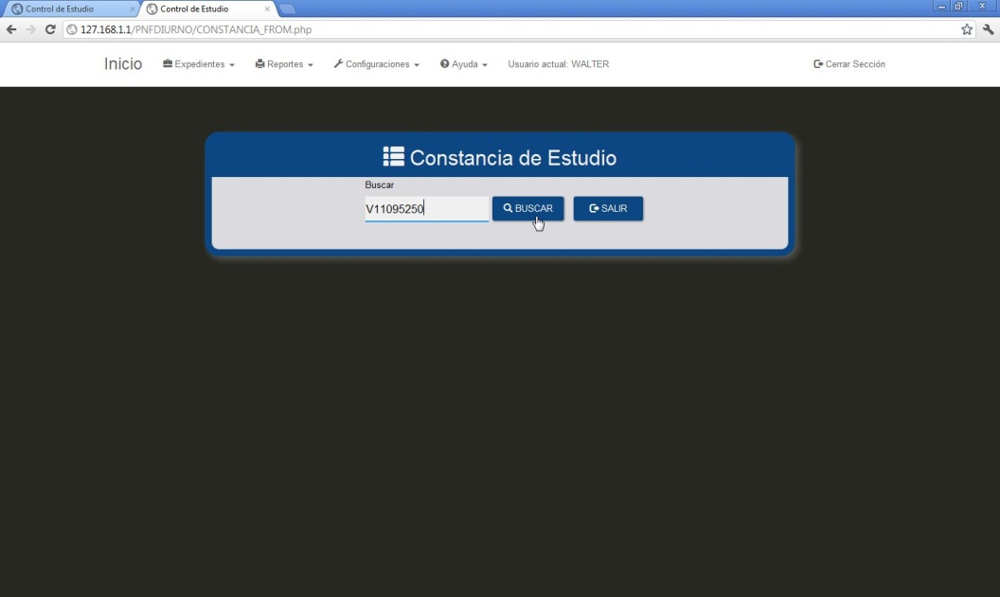 Control de Estudio
Control de Estudio
127.168.1.1/PNFDIURNO/CONSTANCIA_FROM.php
Inicio Expedientes Reportes Configuraciones Ayuda Usuario actual: WALTER Cerrar Sección
Constancia de Estudio
Buscar
V11095250 BUSCAR SALIR